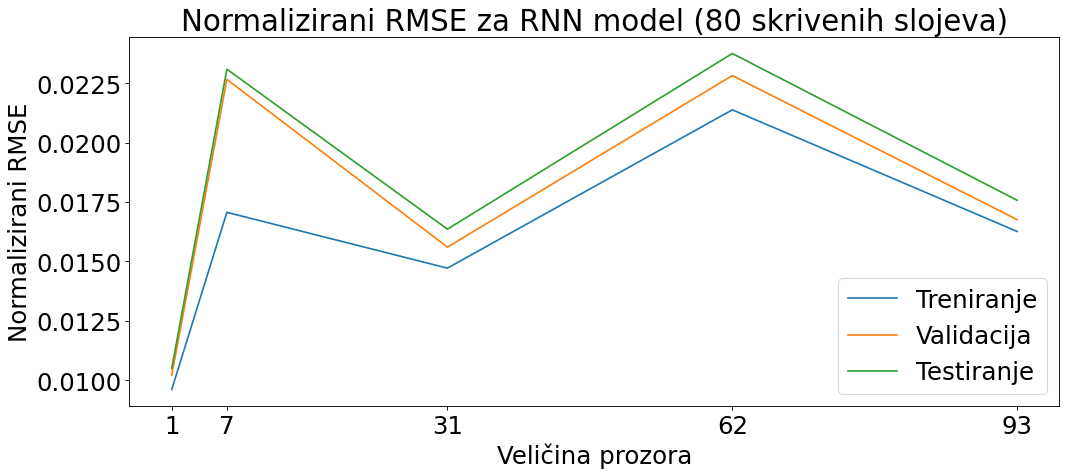 Normalizirani RMSE za RNN model (80 skrivenih slojeva)
Normalizirani RMSE
0.0225
0.0200
0.0175
0.0150
0.0125
0.0100
Treniranje
Validacija
Testiranje
1 7 31 62 93
Veličina prozora